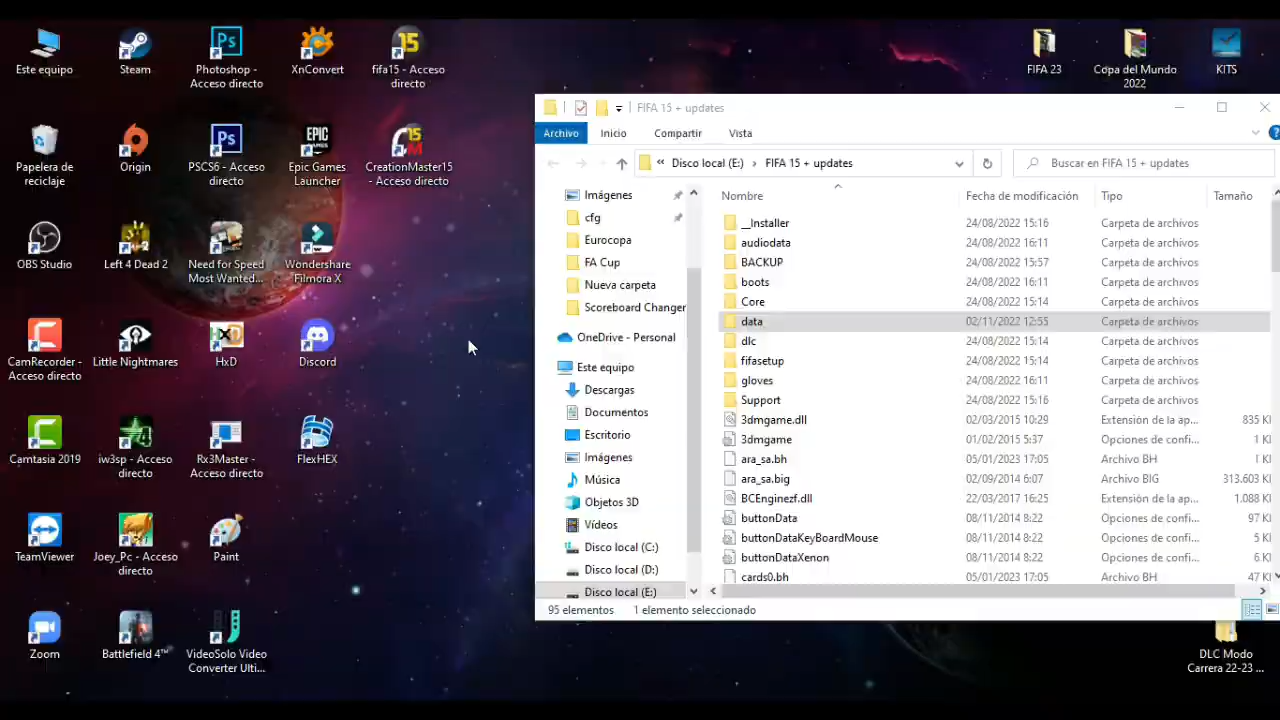 Este equipo
Steam
Photoshop -
Acceso directo
XnConvert
fifa15 - Acceso
directo
Papelera de
reciclaje
Origin
PSCS6 - Acceso
directo
Epic Games
Launcher
CreationMaster15
- Acceso directo
OBS Studio
Left 4 Dead 2
Need for Speed
Most Wanted...
Wondershare
Filmora X
CamRecorder -
Acceso directo
Little Nightmares
HxD
Discord
Camtasia 2019
iw3sp - Acceso
directo
Rx3Master -
Acceso directo
FlexHEX
TeamViewer
Joey_Pc - Acceso
directo
Paint
Zoom
Battlefield 4™
VideoSolo Video
Converter Ulti...
FIFA 23
Copa del Mundo
2022
KITS
FIFA 15 + updates
Archivo Inicio Compartir Vista
« Disco local (E:) › FIFA 15 + updates
Buscar en FIFA 15 + updates
Imágenes
cfg
Eurocopa
FA Cup
Nueva carpeta
Scoreboard Changer
OneDrive - Personal
Este equipo
Descargas
Documentos
Escritorio
Imágenes
Música
Objetos 3D
Vídeos
Disco local (C:)
Disco local (D:)
Disco local (E:)
Nombre Fecha de modificación Tipo Tamaño
__Installer 24/08/2022 15:16 Carpeta de archivos
audiodata 24/08/2022 16:11 Carpeta de archivos
BACKUP 24/08/2022 15:57 Carpeta de archivos
boots 24/08/2022 16:11 Carpeta de archivos
Core 24/08/2022 15:14 Carpeta de archivos
data 02/11/2022 12:55 Carpeta de archivos
dlc 24/08/2022 15:14 Carpeta de archivos
fifasetup 24/08/2022 15:14 Carpeta de archivos
gloves 24/08/2022 16:11 Carpeta de archivos
Support 24/08/2022 15:16 Carpeta de archivos
3dmgame.dll 02/03/2015 10:29 Extensión de la ap... 835 KI
3dmgame 01/02/2015 5:37 Opciones de confi... 1 KI
ara_sa.bh 05/01/2023 17:05 Archivo BH 1 KI
ara_sa.big 02/09/2014 6:07 Archivo BIG 313.603 KI
BCEnginezf.dll 22/03/2017 16:25 Extensión de la ap... 1.088 KI
buttonData 08/11/2014 8:22 Opciones de confi... 97 KI
buttonDataKeyBoardMouse 08/11/2014 8:22 Opciones de confi... 5 KI
buttonDataXenon 08/11/2014 8:22 Opciones de confi... 6 KI
cards0.bh 05/01/2023 17:05 Archivo BH 47 KI
95 elementos 1 elemento seleccionado
DLC Modo
Carrera 22-23 ...